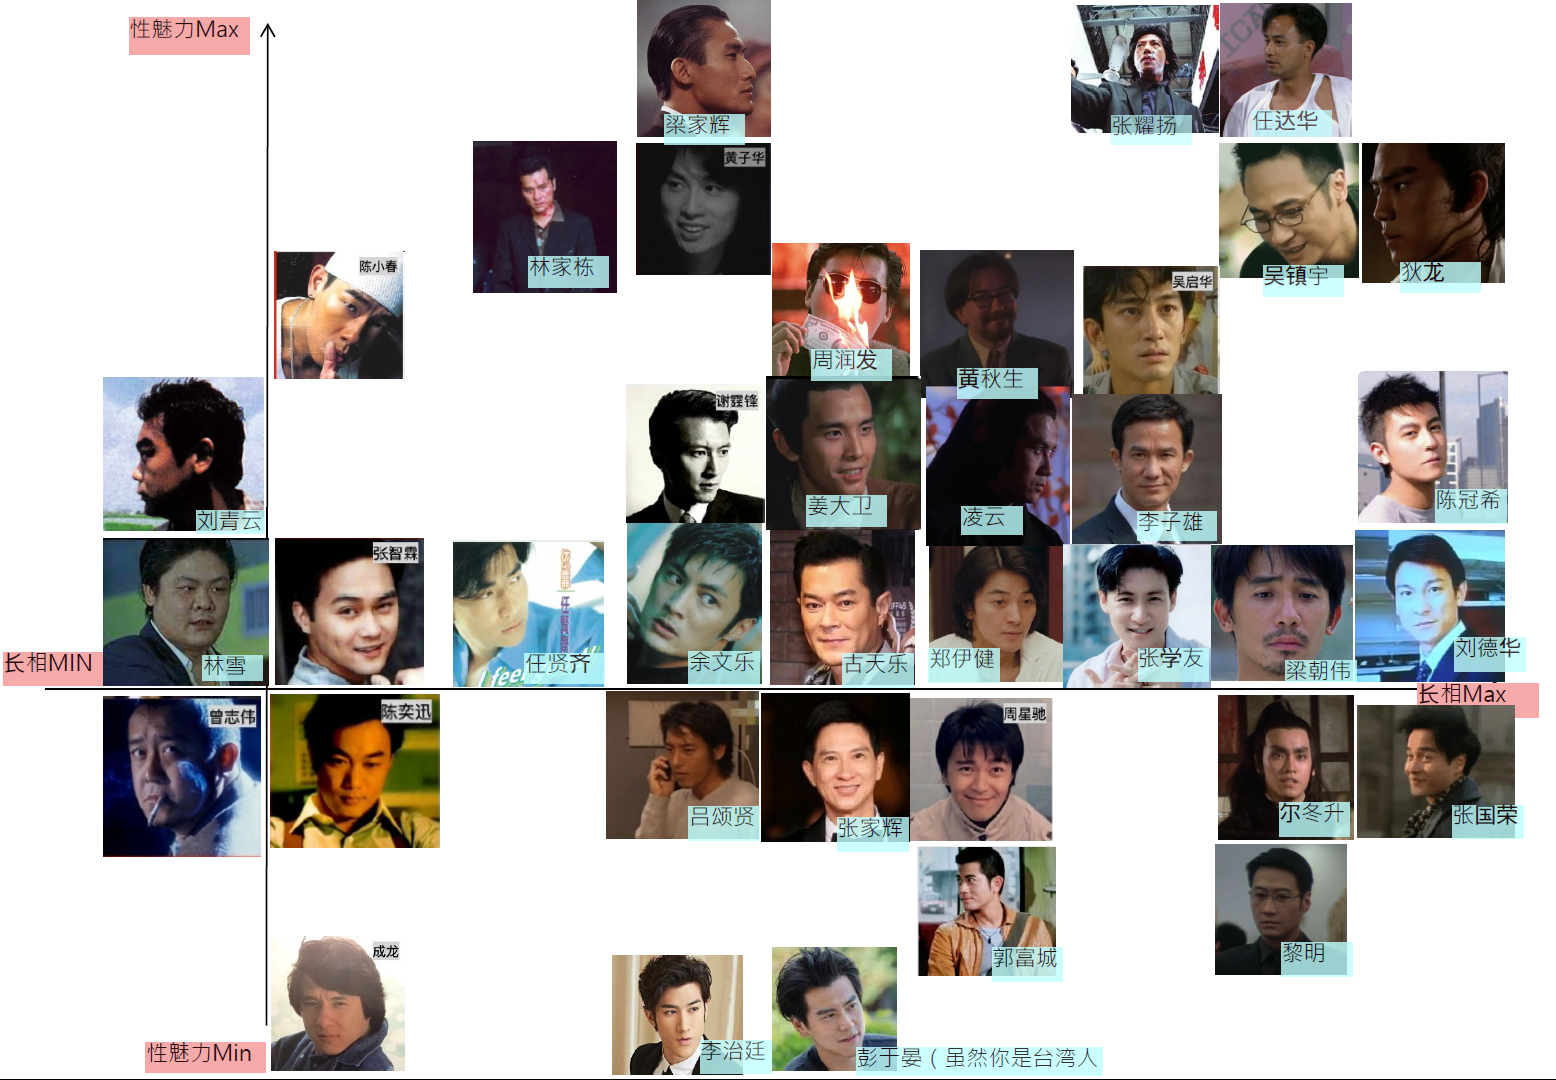 性魅力Max
梁家辉
张耀扬
任达华
黄子华
林家栋
陈小春
吴镇宇
狄龙
吴启华
周润发
黄秋生
谢霆锋
刘青云
姜大卫
凌云
李子雄
陈冠希
张智霖
任贤齐
I feel
长相MIN
林雪
任贤齐
余文乐
古天乐
郑伊健
张学友
梁朝伟
刘德华
长相Max
曾志伟
陈奕迅
周星驰
吕颂贤
张家辉
尔冬升
张国荣
成龙
郭富城
黎明
性魅力Min
李治廷
彭于晏（虽然你是台湾人